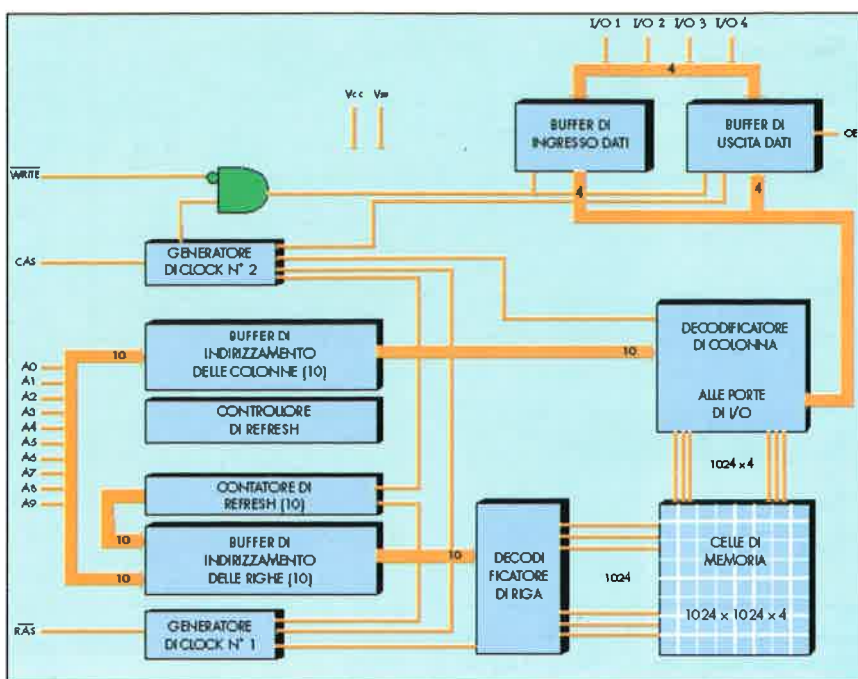 I/O 1 I/O 2 I/O 3 I/O 4
4
Vcc Vss
BUFFER DI
INGRESSO DATI
BUFFER DI
USCITA DATI
OE
WRITE
4
4
CAS
GENERATORE
DI CLOCK N° 2
BUFFER DI
INDIRIZZAMENTO
DELLE COLONNE (10)
10
10
DECODIFICATORE
DI COLONNA
ALLE PORTE
DI I/O
A0
A1
A2
A3
A4
A5
A6
A7
A8
A9
CONTROLLORE
DI REFRESH
1024 x 4
CONTATORE DI
REFRESH (10)
10
10
BUFFER DI
INDIRIZZAMENTO
DELLE RIGHE (10)
10
DECODI
FICATORE
DI RIGA
1024
CELLE DI
MEMORIA
1024 x 1024 x 4
RAS
GENERATORE
DI CLOCK N° 1